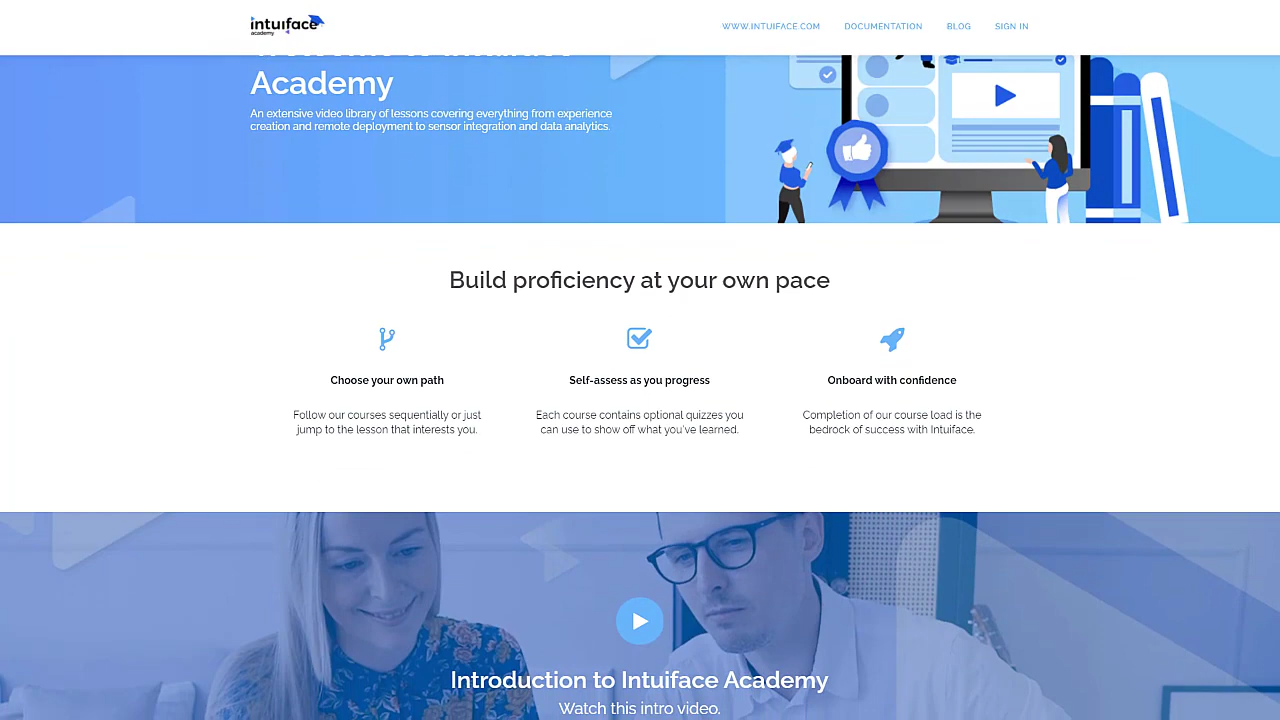 intuıface
academy
WWW.INTUIFACE.COM
DOCUMENTATION
BLOG
SIGN IN
Academy
An extensive video library of lessons covering everything from experience
creation and remote deployment to sensor integration and data analytics.
Build proficiency at your own pace
Choose your own path
Follow our courses sequentially or just
jump to the lesson that interests you.
Self-assess as you progress
Each course contains optional quizzes you
can use to show off what you've learned.
Onboard with confidence
Completion of our course load is the
bedrock of success with Intuiface.
Introduction to Intuiface Academy
Watch this intro video.